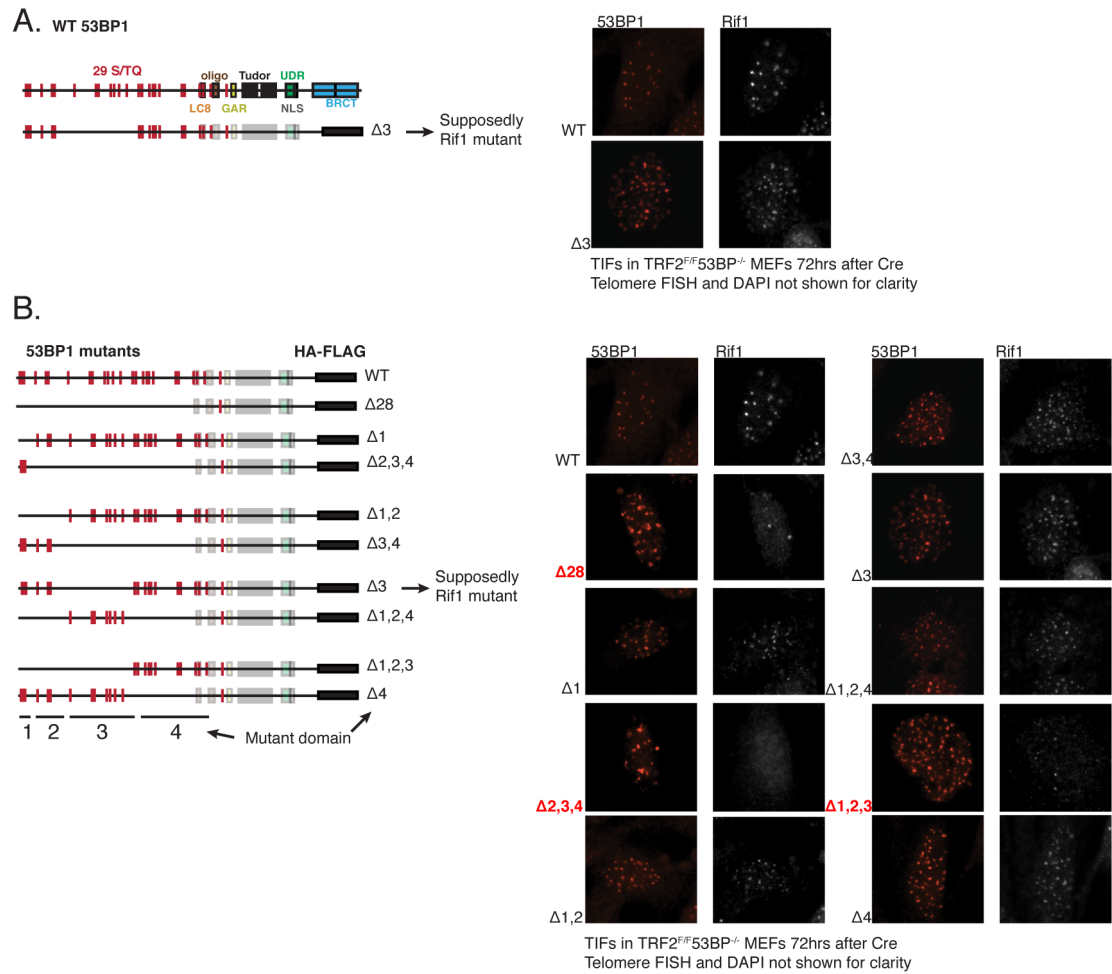 A. WT 53BP1
29 S/TQ
oligo
Tudor
UDR
LC8
GAR
NLS
BRCT
Δ3
Supposedly
Rif1 mutant
53BP1
Rif1
WT
Δ3
TIFs in TRF2F/F53BP-/- MEFs 72hrs after Cre
Telomere FISH and DAPI not shown for clarity
B.
53BP1 mutants
HA-FLAG
WT
Δ28
Δ1
Δ2,3,4
Δ1,2
Δ3,4
Δ3
Supposedly
Rif1 mutant
Δ1,2,4
Δ1,2,3
Δ4
1 2 3 4
Mutant domain
53BP1
Rif1
53BP1
Rif1
WT
Δ3,4
Δ28
Δ3
Δ1
Δ1,2,4
Δ2,3,4
Δ1,2,3
Δ1,2
Δ4
TIFs in TRF2F/F53BP-/- MEFs 72hrs after Cre
Telomere FISH and DAPI not shown for clarity